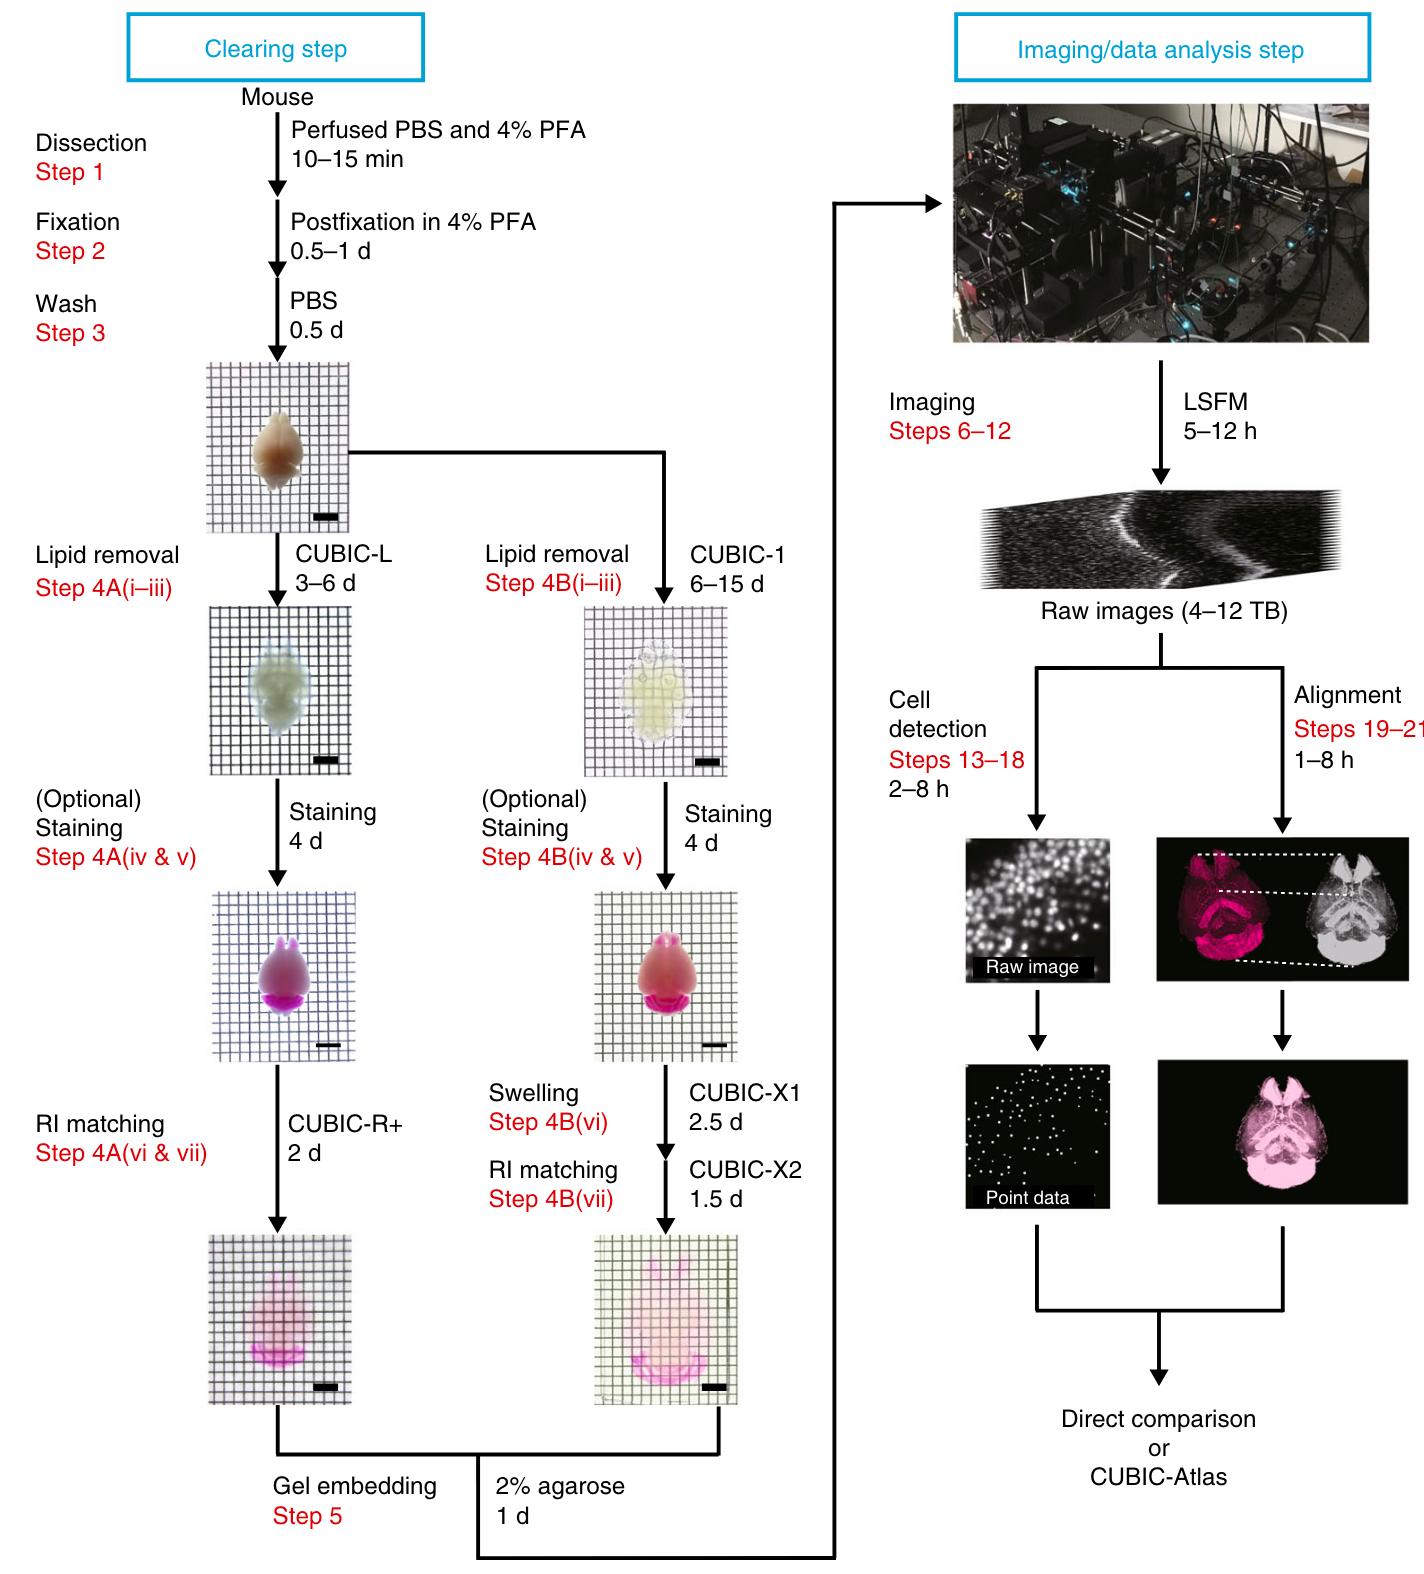 Clearing step
Mouse
Dissection
Step 1
Perfused PBS and 4% PFA
10–15 min
Fixation
Step 2
Postfixation in 4% PFA
0.5–1 d
Wash
Step 3
PBS
0.5 d
Lipid removal
Step 4A(i–iii)
CUBIC-L
3–6 d
Lipid removal
Step 4B(i–iii)
CUBIC-1
6–15 d
(Optional)
Staining
Step 4A(iv & v)
Staining
4 d
(Optional)
Staining
Step 4B(iv & v)
Staining
4 d
RI matching
Step 4A(vi & vii)
CUBIC-R+
2 d
Swelling
Step 4B(vi)
CUBIC-X1
2.5 d
RI matching
Step 4B(vii)
CUBIC-X2
1.5 d
Gel embedding
Step 5
2% agarose
1 d
Imaging/data analysis step
Imaging
Steps 6–12
LSFM
5–12 h
Raw images (4–12 TB)
Cell
detection
Steps 13–18
2–8 h
Alignment
Steps 19–21
1–8 h
Raw image
Point data
Direct comparison
or
CUBIC-Atlas